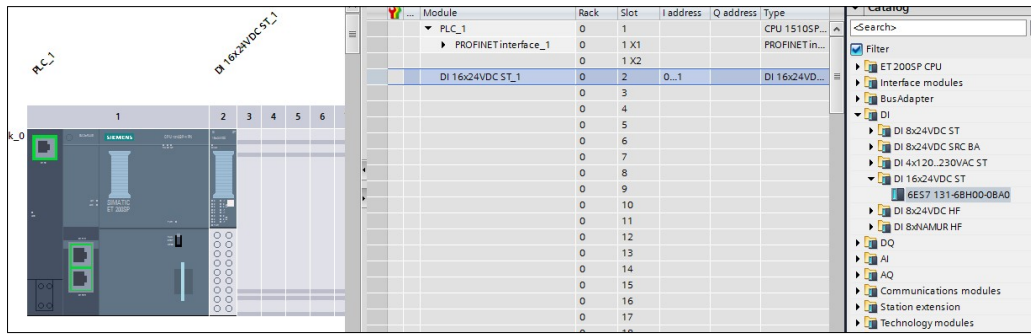 PLC_1
DI 16x24VDC ST_1
1 2 3 4 5 6
k_0
SIEMENS
SIMATIC
ET 200SP
... Module Rack Slot I address Q address Type
PLC_1 0 1 CPU 1510SP...
PROFINET interface_1 0 1 X1 PROFINET in...
0 1 X2
DI 16x24VDC ST_1 0 2 0...1 DI 16x24VD...
0 3
0 4
0 5
0 6
0 7
0 8
0 9
0 10
0 11
0 12
0 13
0 14
0 15
0 16
0 17
Catalog
<Search>
Filter
ET 200SP CPU
Interface modules
BusAdapter
DI
DI 8x24VDC ST
DI 8x24VDC SRC BA
DI 4x120..230VAC ST
DI 16x24VDC ST
6ES7 131-6BH00-0BA0
DI 8x24VDC HF
DI 8xNAMUR HF
DQ
AI
AQ
Communications modules
Station extension
Technology modules